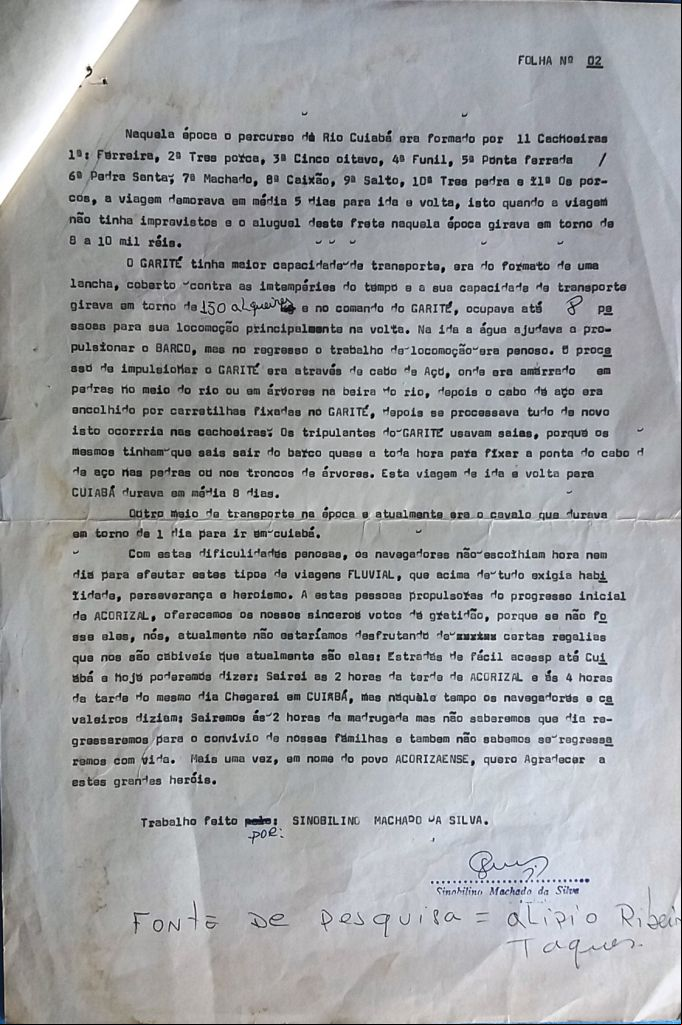 FOLHA Nº 02
Naquela época o percurso do Rio Cuiabá era formado por 11 Cachoeiras
1ª: Farreira, 2ª Tres porca, 3ª Cinco oitavo, 4ª Funil, 5ª Ponte ferrada /
6ª Pedra Santa; 7ª Machado, 8ª Caixão, 9ª Salto, 10ª Tres pedra e 11ª Os por-
cos, a viagem demorava em média 5 dias para ida e volta, isto quando a viagem
não tinha imprevistos e o aluguel deste frete naquela época girava em torno de
8 a 10 mil réis.
O GARITÉ tinha maior capacidade de transporte, era do formato de uma
lancha, coberto contra as imtempéries do tempo e a sua capacidade de transporte
girava em torno de 150 alqueires e no comando do GARITÉ, ocupava até 8 pe
ssoas para sua locomoção principalmente na volta. Na ida a água ajudava a pro-
pulsionar o BARCO, mas no regresso o trabalho de locomoção era penoso. O proce
sso de impulsionar o GARITÉ era através de cabo de Aço, onde era amarrado em
pedras no meio do rio ou em árvores na beira do rio, depois o cabo de aço era
encolhido por carretilhas fixadas no GARITÉ, depois se processava tudo de novo
isto ocorrria nas cachoeiras. Os tripulantes do GARITÉ usavam saias, porque os
mesmos tinham que sais sair do barco quase a toda hora para fixar a ponta do cabo d
de aço nas pedras ou nos troncos de árvores. Esta viagem de ida e volta para
CUIABÁ durava em média 8 dias.
Outro meio de transporte na época e atualmente era o cavalo que durava
em torno de 1 dia para ir em cuiabá.
Com estas dificulidades penosas, os navegadores não escolhiam hora nem
dia para efeutar estes tipos de viagens FLUVIAL, que acima de tudo exigia habi
lidade, perseverança e heroismo. A estas pessoas propulsoras do progresso inicial
de ACORIZAL, oferecemos os nossos sinceros votos de gratidão, porque se não fo
sse eles, nós, atualmente não estaríamos desfrutando de certas regalias
que nos são cabiveis que atualmente são elas: Estradas de fácil acessp até Cui
abá e hoje poderemos dizer: Sairei as 2 horas da tarde de ACORIZAL e ás 4 horas
da tarde do mesmo dia Chegarei em CUIABÁ, mas naquele tempo os navegadores e ca
valeiros diziam: Sairemos ás 2 horas da madrugada mas não saberemos que dia re-
gressaremos para o convivio de nossas familhas e tambem não sabemos se regressa
remos com vida. Mais uma vez, em nome do povo ACORIZAENSE, quero Agradecer a
estes grandes heróis.
Trabalho feito pelo: SINOBILINO MACHADO DA SILVA.
POR:
Sinobilino Machado da Silva
FONTE DE PESQUISA = ALIPIO Ribeir
Taques.